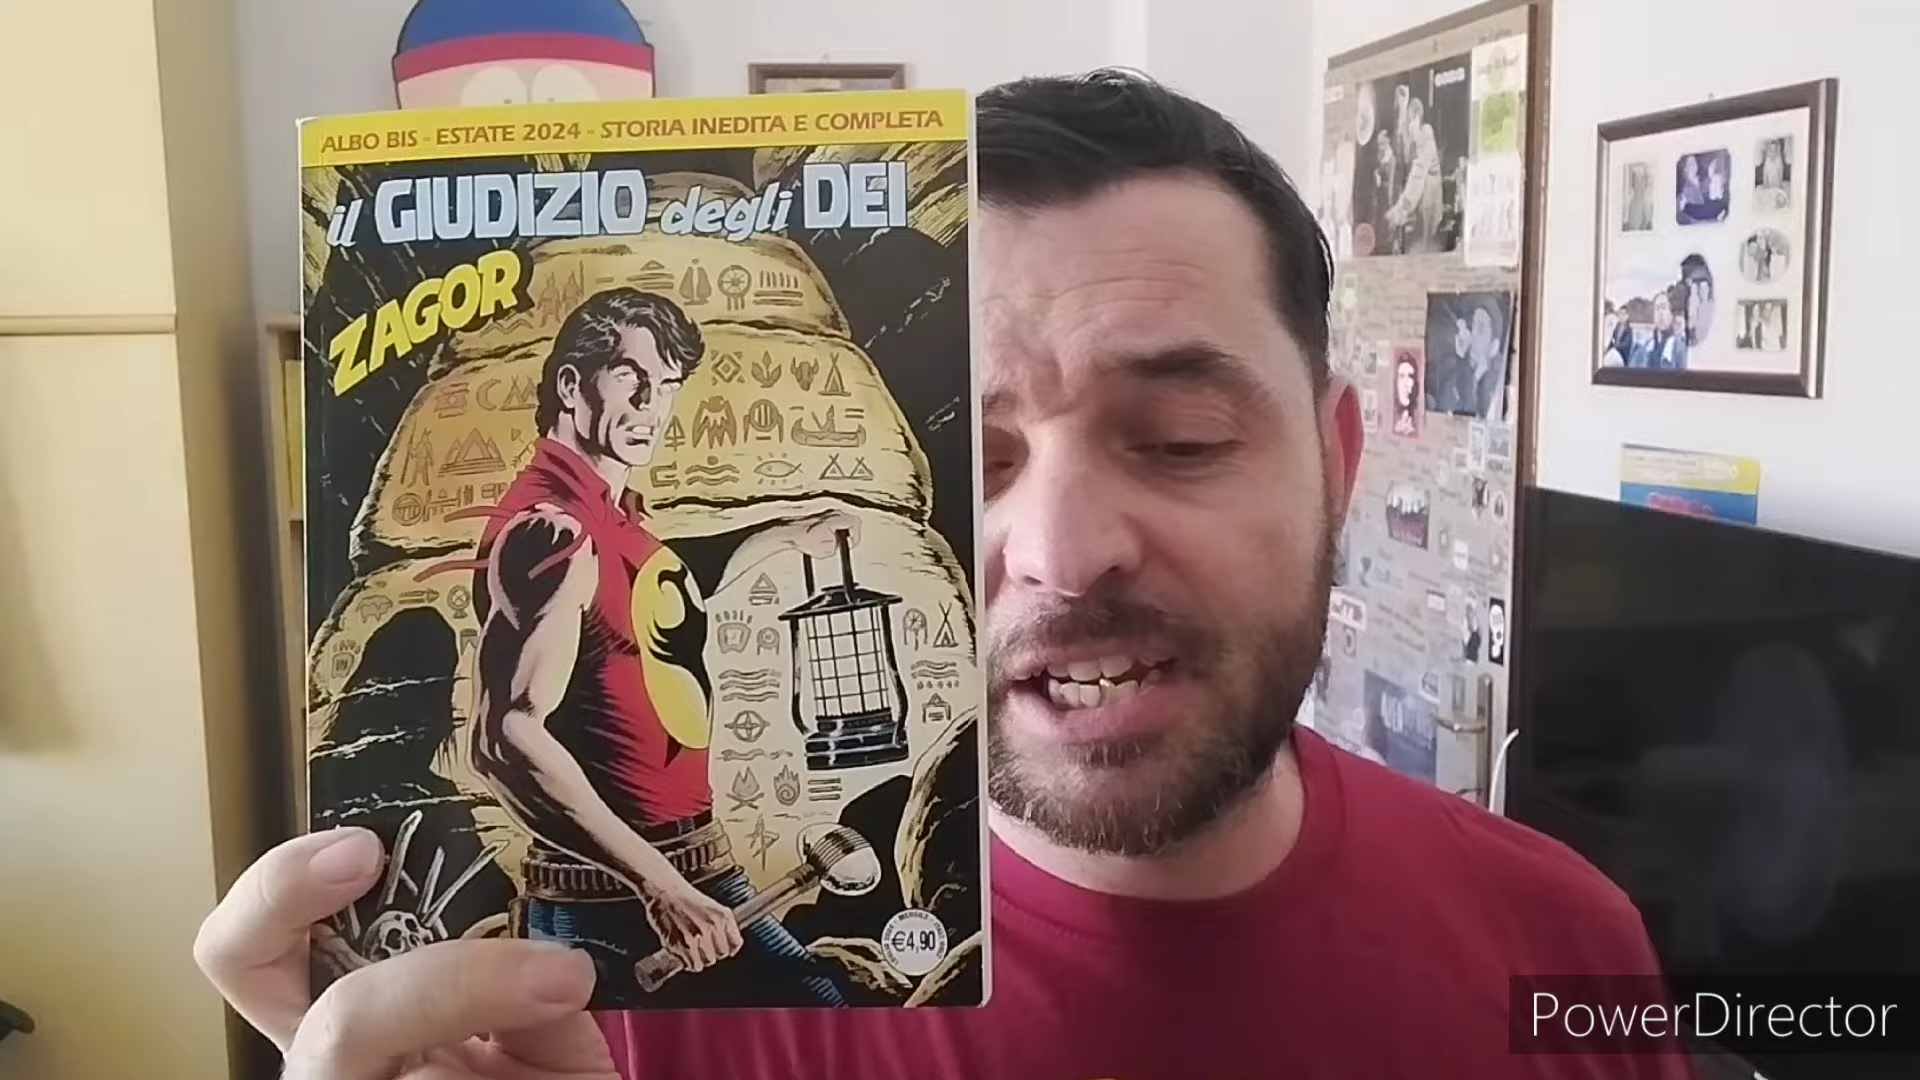 ALBO BIS - ESTATE 2024 - STORIA INEDITA E COMPLETA
il GIUDIZIO degli DEI
ZAGOR
€4,90
PowerDirector